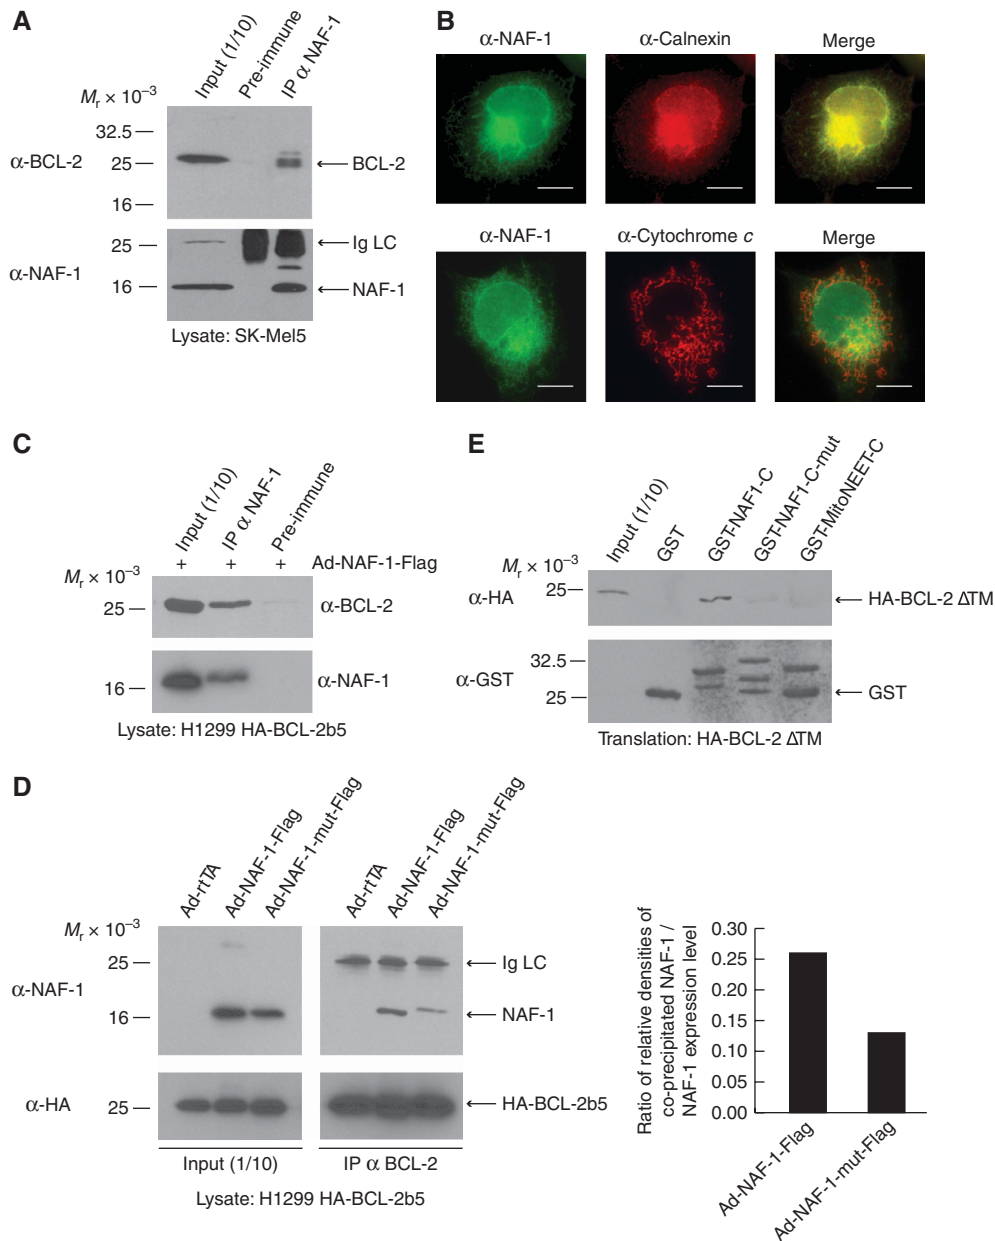 A
Input (1/10)
Pre-immune
IP α NAF-1
Mr × 10–3
32.5
α-BCL-2
25
BCL-2
16
25
Ig LC
α-NAF-1
16
NAF-1
Lysate: SK-Mel5
B
α-NAF-1
α-Calnexin
Merge
α-NAF-1
α-Cytochrome c
Merge
C
Input (1/10)
IP α NAF-1
Pre-immune
+ + + Ad-NAF-1-Flag
Mr × 10–3
25
α-BCL-2
16
α-NAF-1
Lysate: H1299 HA-BCL-2b5
E
Input (1/10)
GST
GST-NAF1-C
GST-NAF1-C-mut
GST-MitoNEET-C
Mr × 10–3
α-HA
25
HA-BCL-2 ΔTM
32.5
α-GST
25
GST
Translation: HA-BCL-2 ΔTM
D
Ad-rtTA
Ad-NAF-1-Flag
Ad-NAF-1-mut-Flag
Ad-rtTA
Ad-NAF-1-Flag
Ad-NAF-1-mut-Flag
Mr × 10–3
25
Ig LC
α-NAF-1
16
NAF-1
α-HA
25
HA-BCL-2b5
Input (1/10)
IP α BCL-2
Lysate: H1299 HA-BCL-2b5
Ratio of relative densities of
co-precipitated NAF-1 /
NAF-1 expression level
0.30
0.25
0.20
0.15
0.10
0.05
0.00
Ad-NAF-1-Flag
Ad-NAF-1-mut-Flag